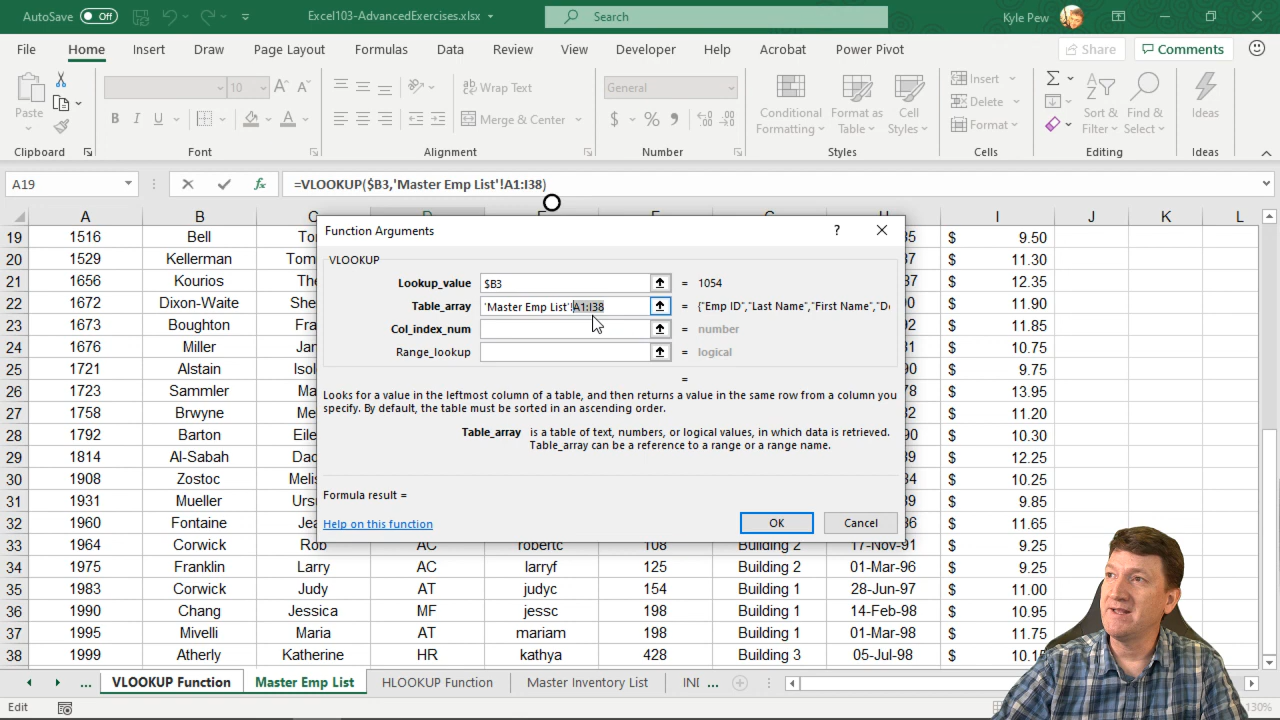 AutoSave Off Excel103-AdvancedExercises.xlsx Search Kyle Pew
File Home Insert Draw Page Layout Formulas Data Review View Developer Help Acrobat Power Pivot Share Comments
Paste 10 Wrap Text General Conditional Formatting Format as Table Cell Styles Insert Sort & Filter Find & Select Ideas
B I U Merge & Center $ % Delete Format
Clipboard Font Alignment Number Styles Cells Editing Ideas
A19 fx =VLOOKUP($B3,'Master Emp List'!A1:I38)
A B C D E F G H I J K L
Function Arguments ?
VLOOKUP
Lookup_value $B3 = 1054
Table_array 'Master Emp List'!A1:I38 = {"Emp ID","Last Name","First Name","De
Col_index_num = number
Range_lookup = logical
=
Looks for a value in the leftmost column of a table, and then returns a value in the same row from a column you
specify. By default, the table must be sorted in an ascending order.
Table_array is a table of text, numbers, or logical values, in which data is retrieved.
Table_array can be a reference to a range or a range name.
Formula result =
Help on this function OK Cancel
19 1516 Bell $ 9.50
20 1529 Kellerman $ 11.30
21 1656 Kourios $ 12.25
22 1702 Dixon-Waite $ 13.30
23 1673 Boughton $ 11.35
24 1676 Miller $ 10.75
25 1721 Alstain $ 9.75
26 1723 Sammler $ 13.95
27 1758 Brwyne $ 11.20
28 1792 Barton $ 10.30
29 1814 Al-Sabah $ 12.25
30 1908 Zostoc $ 10.25
31 1931 Mueller $ 9.85
32 1960 Fontaine $ 11.65
33 1964 Corwick Rob AC robertc 108 Building 2 17-Nov-91 $ 9.25
34 1975 Franklin Larry AC larryf 125 Building 2 01-Mar-96 $ 9.25
35 1983 Corwick Judy AT judyc 154 Building 1 28-Jun-97 $ 11.00
36 1990 Chang Jessica MF jessc 198 Building 1 14-Feb-98 $ 10.95
37 1995 Mivelli Maria AT mariam 198 Building 1 02-Mar-98 $ 11.75
38 1999 Atherly Katherine HR kathya 428 Building 3 05-Jul-98 $
... VLOOKUP Function Master Emp List HLOOKUP Function Master Inventory List ...
Edit 130%